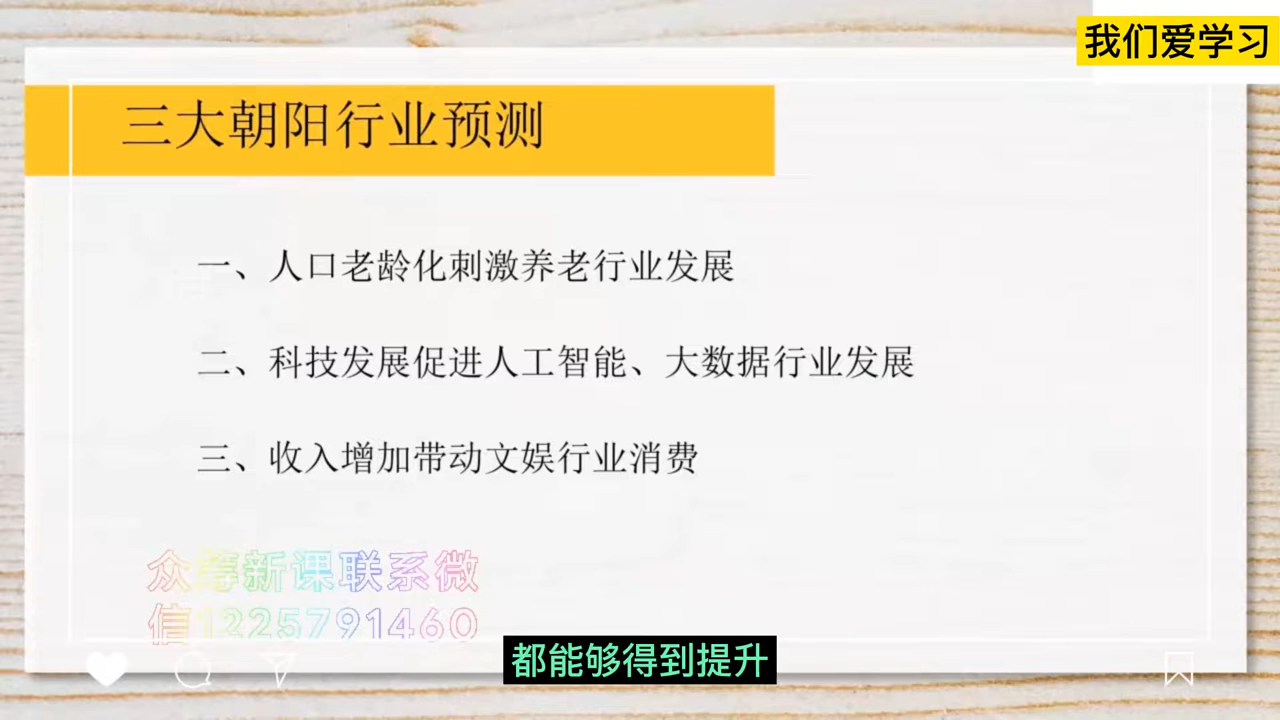 我们爱学习
三大朝阳行业预测
一、人口老龄化刺激养老行业发展
二、科技发展促进人工智能、大数据行业发展
三、收入增加带动文娱行业消费
众筹新课联系微
信1225791460
都能够得到提升